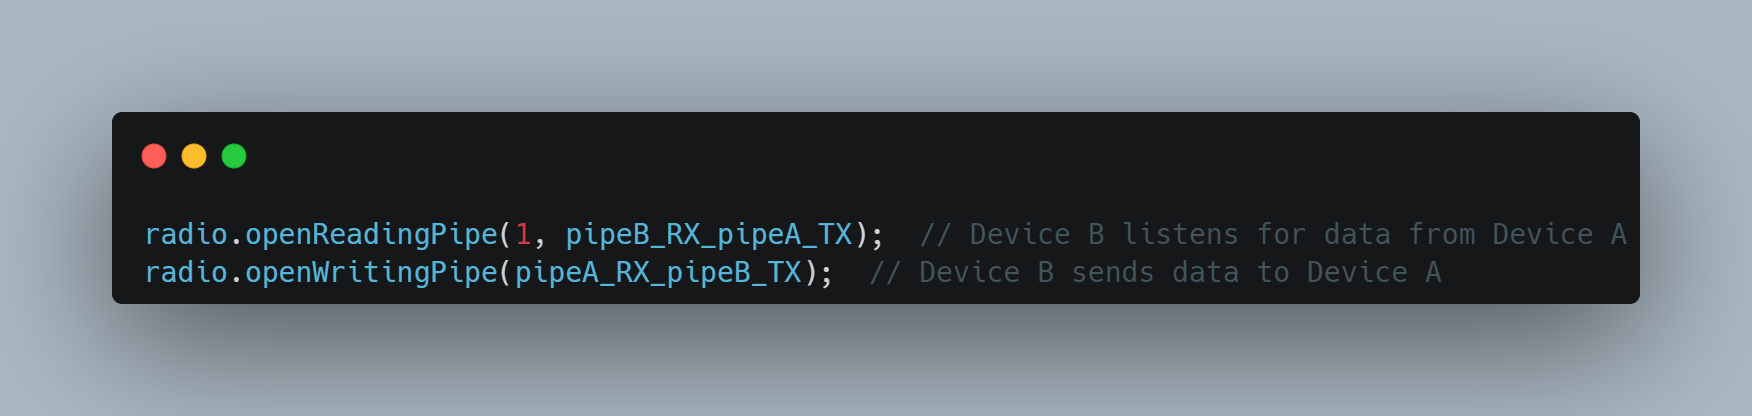 radio.openReadingPipe(1, pipeB_RX_pipeA_TX);  // Device B listens for data from Device A
radio.openWritingPipe(pipeA_RX_pipeB_TX);  // Device B sends data to Device A